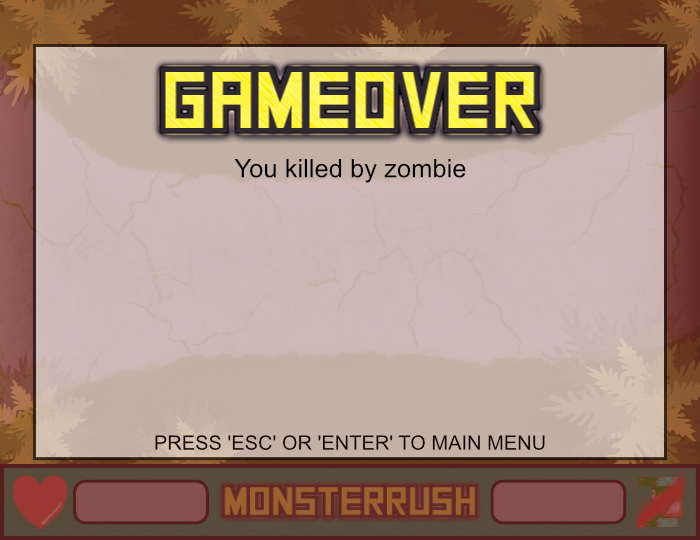 GAMEOVER
You killed by zombie
PRESS 'ESC' OR 'ENTER' TO MAIN MENU
MONSTERRUSH